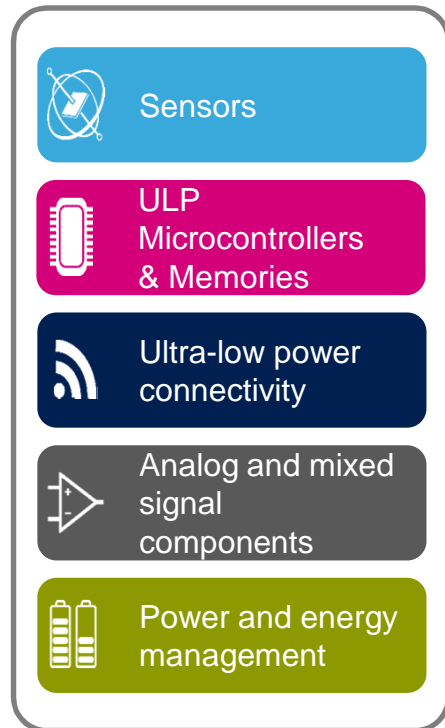 Sensors
ULP
Microcontrollers
& Memories
Ultra-low power
connectivity
Analog and mixed
signal
components
Power and energy
management